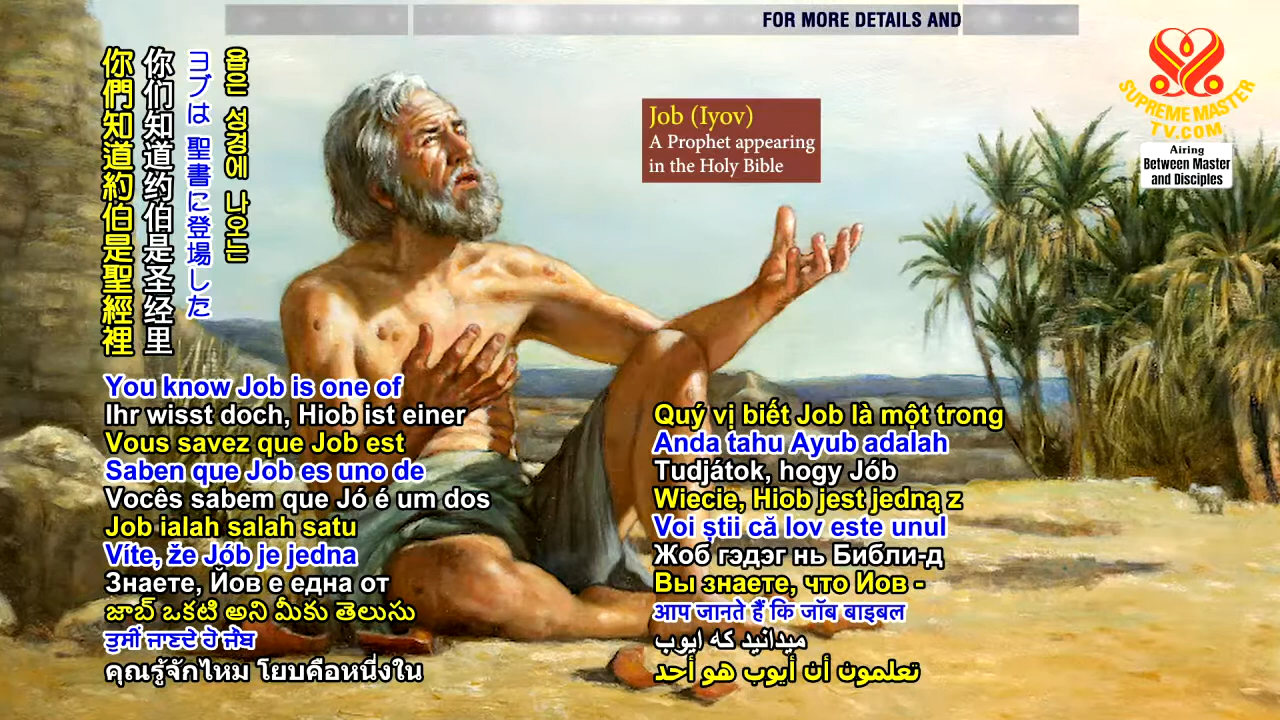 FOR MORE DETAILS AND
SUPREME MASTER
TV.COM
Airing
Between Master
and Disciples
Job (Iyov)
A Prophet appearing
in the Holy Bible
你們知道約伯是聖經裡
你们知道约伯是圣经里
ヨブは 聖書に登場した
욥은 성경에 나오는
You know Job is one of
Ihr wisst doch, Hiob ist einer
Vous savez que Job est
Saben que Job es uno de
Vocês sabem que Jó é um dos
Job ialah salah satu
Víte, že Jób je jedna
Знаете, Йов е една от
జాబ్ ఒకటి అని మీకు తెలుసు
ਤੁਸੀਂ ਜਾਣਦੇ ਹੋ ਜੌਬ
คุณรู้จักไหม โยบคือหนึ่งใน
Quý vị biết Job là một trong
Anda tahu Ayub adalah
Tudjátok, hogy Jób
Wiecie, Hiob jest jedną z
Voi știi că Iov este unul
Жоб гэдэг нь Библи-д
Вы знаете, что Иов -
आप जानते हैं कि जॉब बाइबल
میدانید که ایوب
تعلمون أن أيوب هو أحد